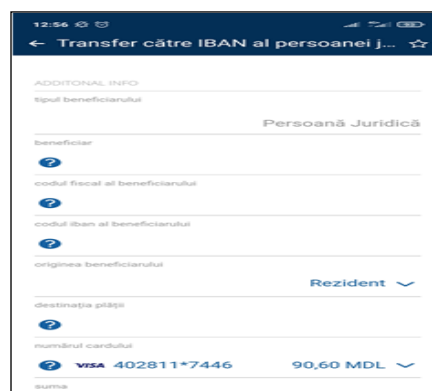 12:56
← Transfer către IBAN al persoanei j... ☆
ADDITONAL INFO
tipul beneficiarului
Persoană Juridică
beneficiar
?
codul fiscal al beneficiarului
?
codul iban al beneficiarului
?
originea beneficiarului
Rezident
destinația plății
?
numărul cardului
? VISA 402811*7446 90,60 MDL
suma